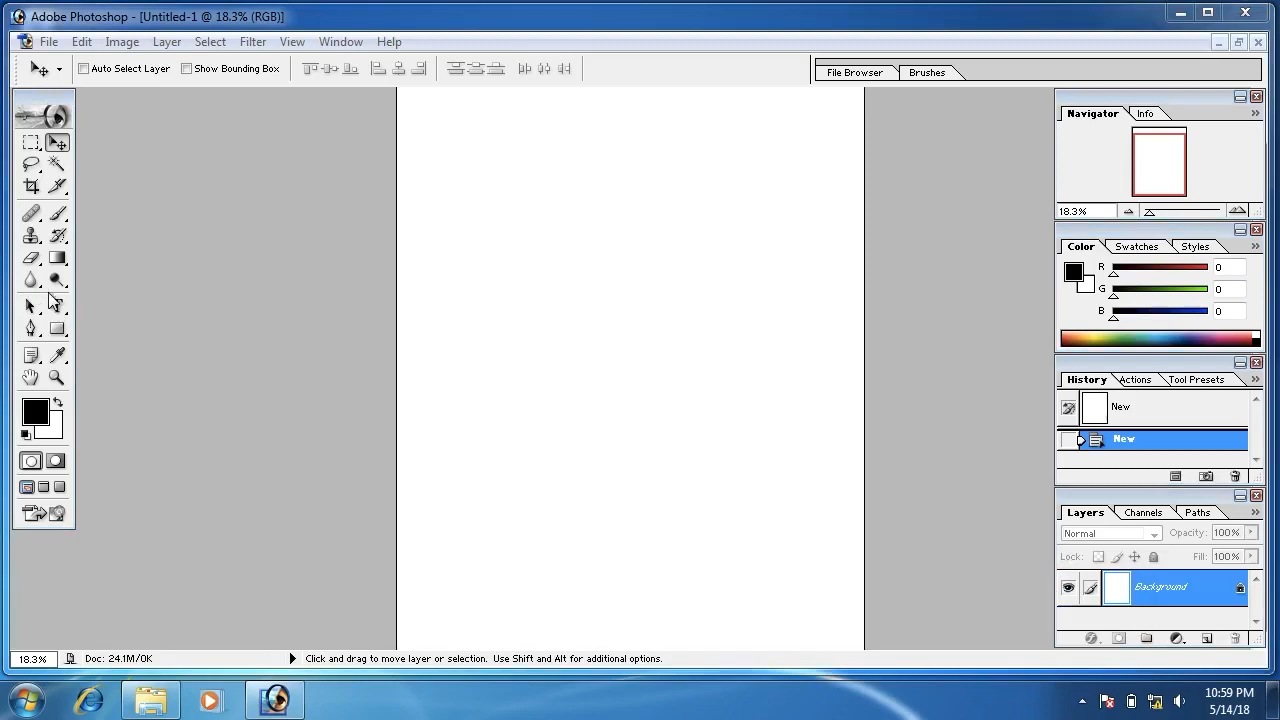 Adobe Photoshop - [Untitled-1 @ 18.3% (RGB)]
File Edit Image Layer Select Filter View Window Help
Auto Select Layer Show Bounding Box File Browser Brushes
Navigator Info
18.3%
Color Swatches Styles
R 0
G 0
B 0
History Actions Tool Presets
New
New
Layers Channels Paths
Normal Opacity: 100%
Lock: Fill: 100%
Background
18.3% Doc: 24.1M/0K Click and drag to move layer or selection. Use Shift and Alt for additional options.
10:59 PM
5/14/18